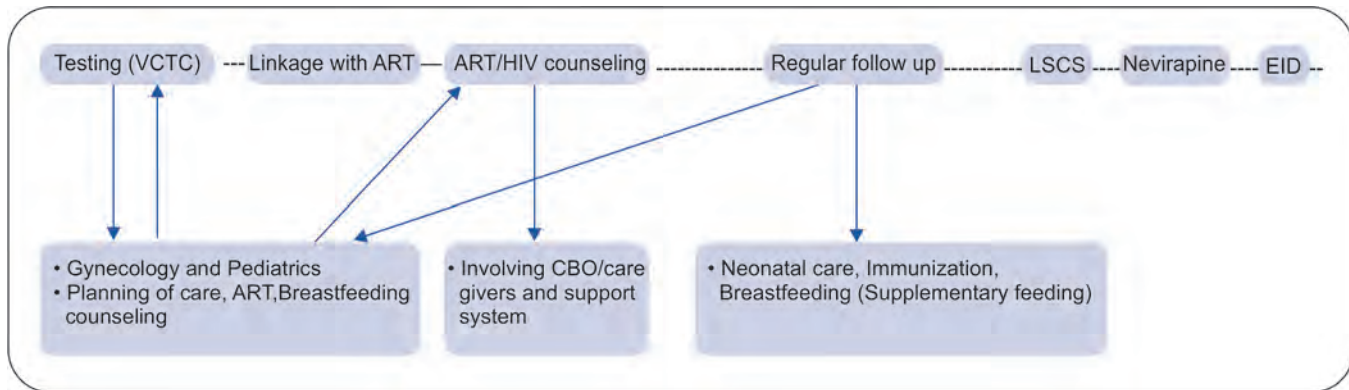 Testing (VCTC)
Linkage with ART
ART/HIV counseling
Regular follow up
LSCS
Nevirapine
EID
• Gynecology and Pediatrics
• Planning of care, ART,Breastfeeding
counseling
• Involving CBO/care
givers and support
system
• Neonatal care, Immunization,
Breastfeeding (Supplementary feeding)